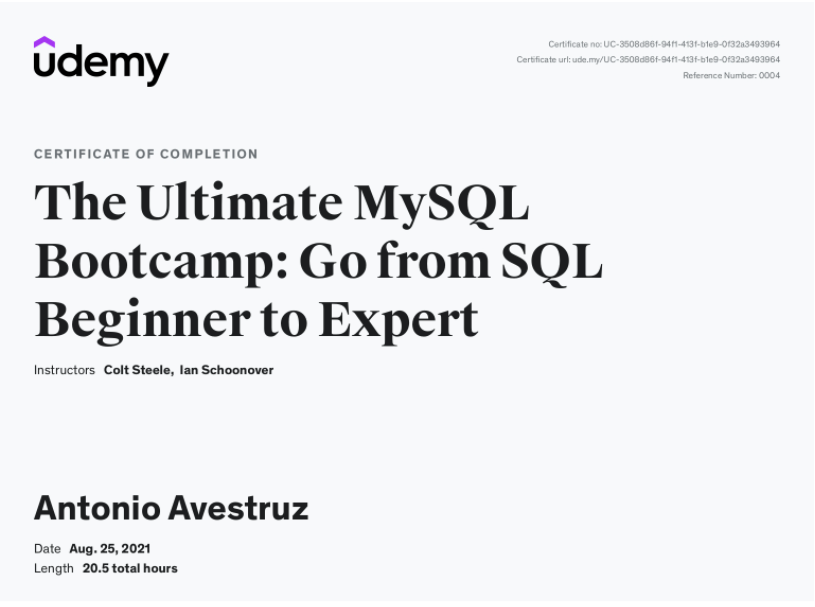 udemy
Certificate no: UC-3508d86f-94f1-413f-b1e9-0f32a3493964
Certificate url: ude.my/UC-3508d86f-94f1-413f-b1e9-0f32a3493964
Reference Number: 0004
CERTIFICATE OF COMPLETION
The Ultimate MySQL
Bootcamp: Go from SQL
Beginner to Expert
Instructors Colt Steele, Ian Schoonover
Antonio Avestruz
Date Aug. 25, 2021
Length 20.5 total hours